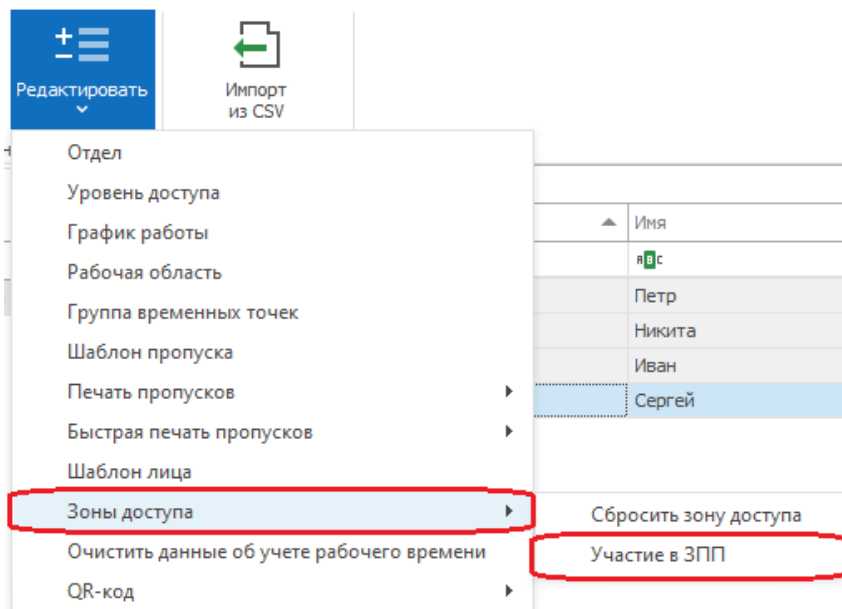 Редактировать
Импорт
из CSV
Отдел
Уровень доступа
График работы
Имя
Рабочая область
ABC
Группа временных точек
Петр
Шаблон пропуска
Никита
Иван
Печать пропусков
Сергей
Быстрая печать пропусков
Шаблон лица
Зоны доступа
Сбросить зону доступа
Очистить данные об учете рабочего времени
Участие в ЗПП
QR-код